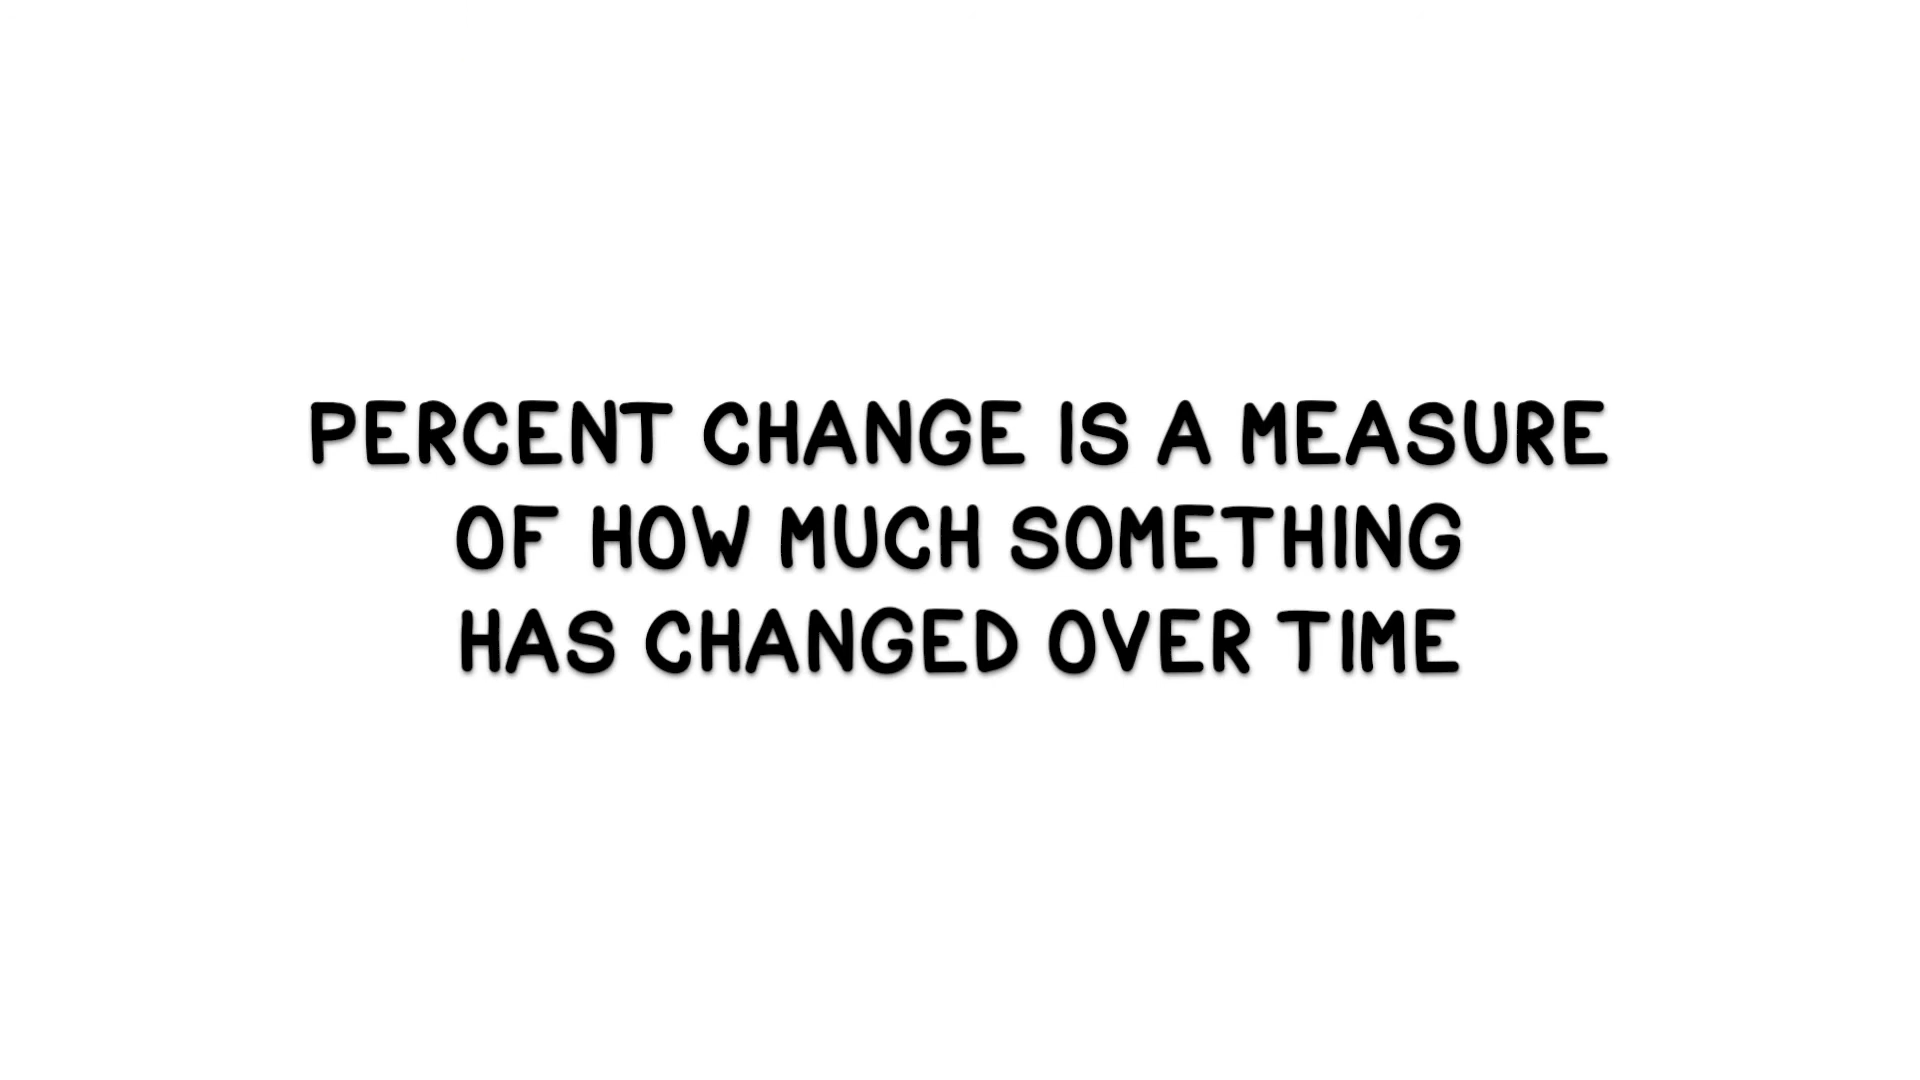 PERCENT CHANGE IS A MEASURE
OF HOW MUCH SOMETHING
HAS CHANGED OVER TIME